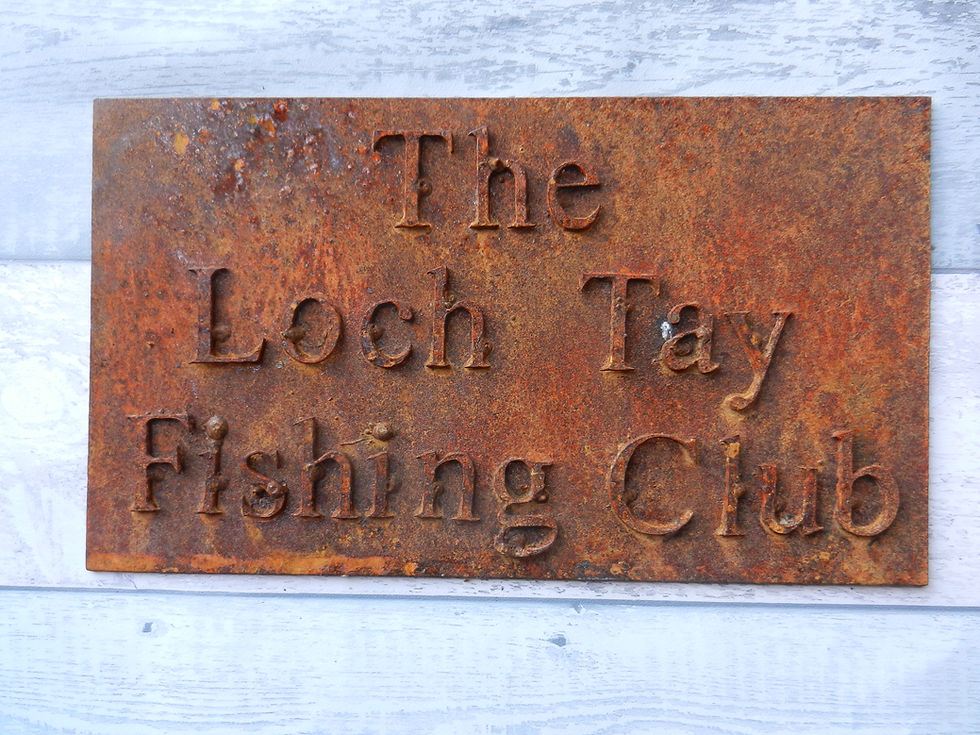 The
Loch Tay
Fishing Club